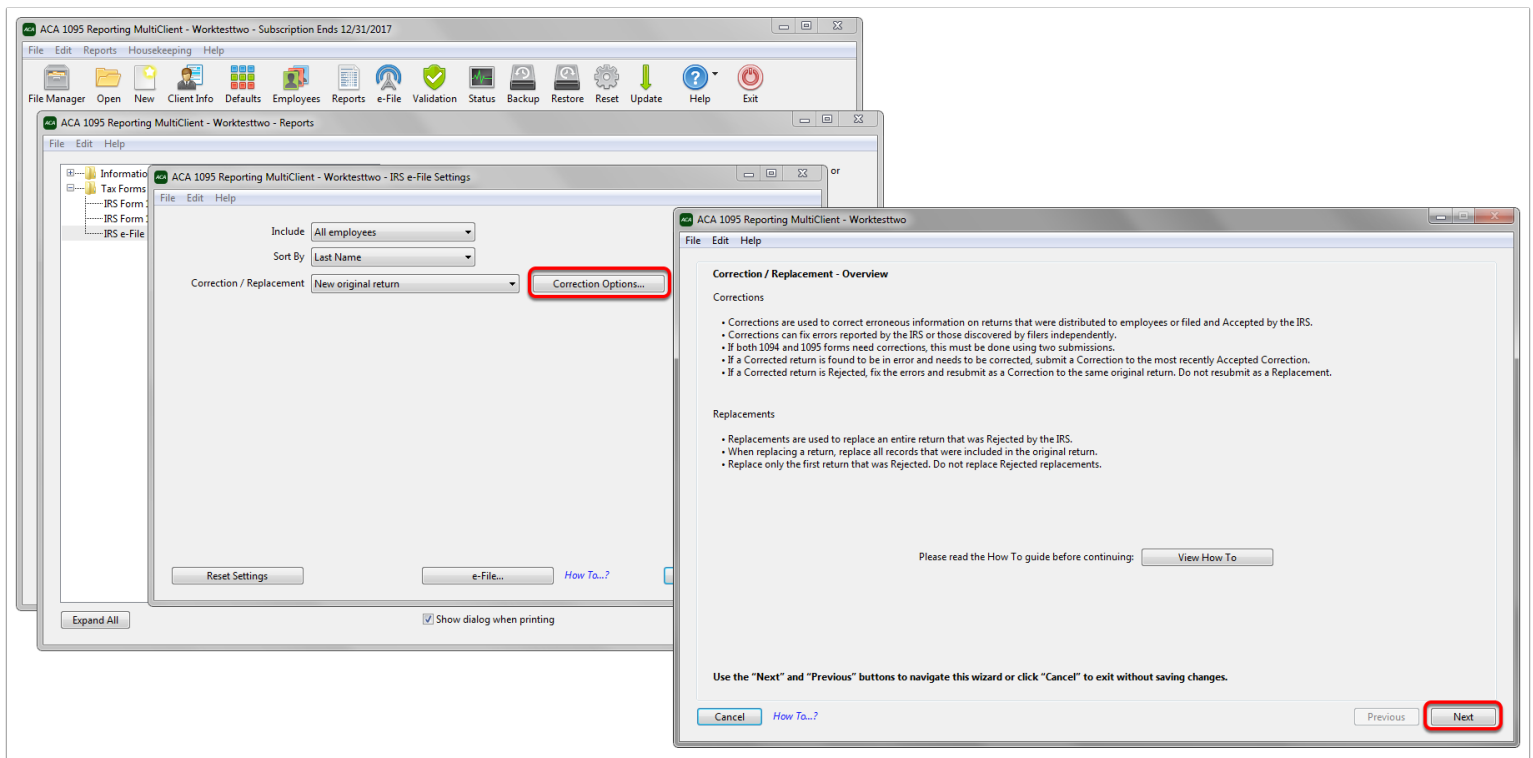 ACA 1095 Reporting MultiClient - Worktesttwo - Subscription Ends 12/31/2017
File Edit Reports Housekeeping Help
File Manager Open New Client Info Defaults Employees Reports e-File Validation Status Backup Restore Reset Update Help Exit
ACA 1095 Reporting MultiClient - Worktesttwo - Reports
File Edit Help
Informatio
or
Tax Forms
IRS Form
IRS Form
IRS e-File
Expand All
Show dialog when printing
ACA 1095 Reporting MultiClient - Worktesttwo - IRS e-File Settings
File Edit Help
Include All employees
Sort By Last Name
Correction / Replacement New original return Correction Options...
Reset Settings e-File... How To...?
ACA 1095 Reporting MultiClient - Worktesttwo
File Edit Help
Correction / Replacement - Overview
Corrections
• Corrections are used to correct erroneous information on returns that were distributed to employees or filed and Accepted by the IRS.
• Corrections can fix errors reported by the IRS or those discovered by filers independently.
• If both 1094 and 1095 forms need corrections, this must be done using two submissions.
• If a Corrected return is found to be in error and needs to be corrected, submit a Correction to the most recently Accepted Correction.
• If a Corrected return is Rejected, fix the errors and resubmit as a Correction to the same original return. Do not resubmit as a Replacement.
Replacements
• Replacements are used to replace an entire return that was Rejected by the IRS.
• When replacing a return, replace all records that were included in the original return.
• Replace only the first return that was Rejected. Do not replace Rejected replacements.
Please read the How To guide before continuing: View How To
Use the "Next" and "Previous" buttons to navigate this wizard or click "Cancel" to exit without saving changes.
Cancel How To...? Previous Next